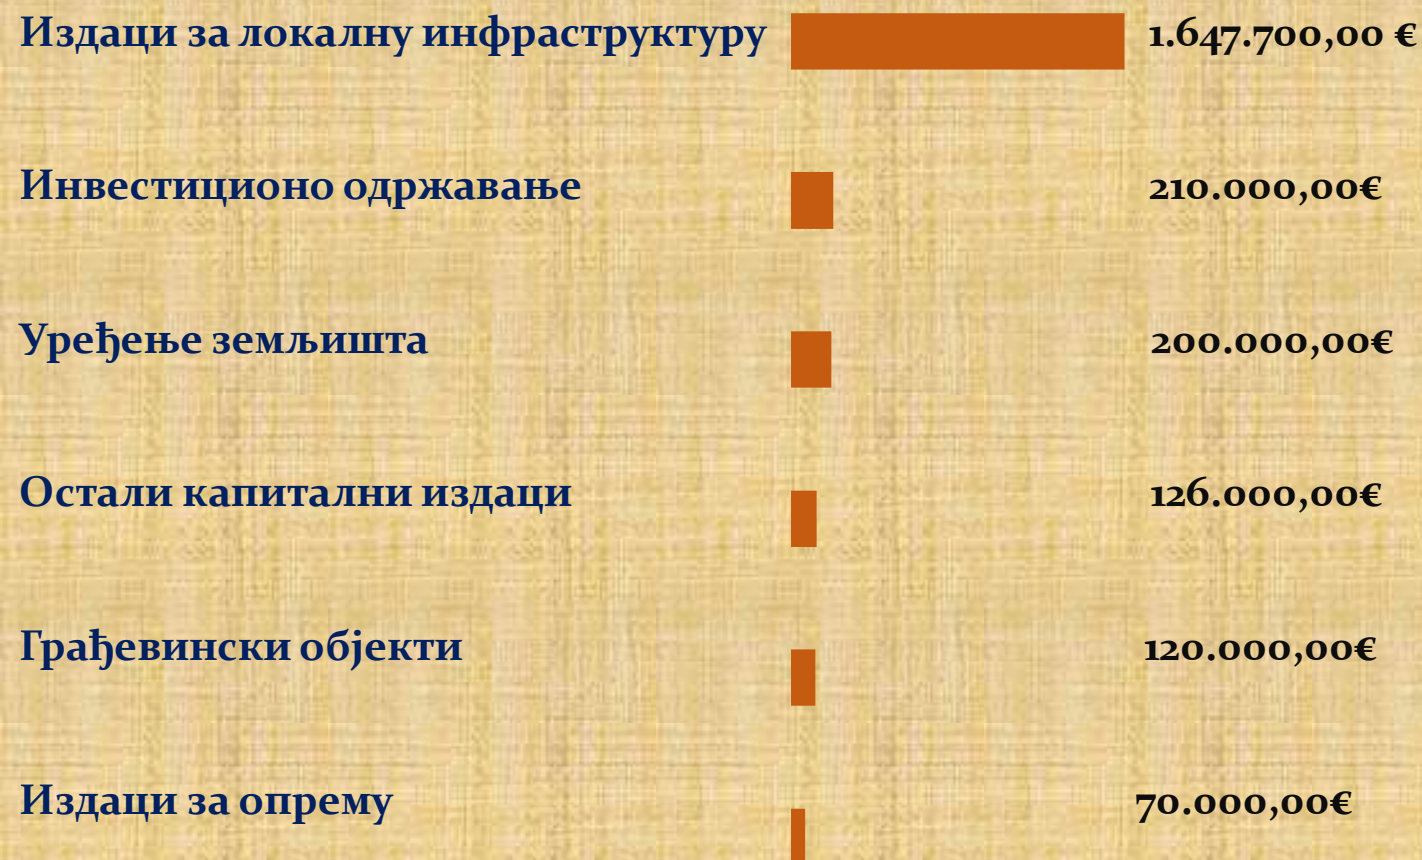 Издаци за локалну инфраструктуру 1.647.700,00 €
Инвестиционо одржавање 210.000,00€
Уређење земљишта 200.000,00€
Остали капитални издаци 126.000,00€
Грађевински објекти 120.000,00€
Издаци за опрему 70.000,00€